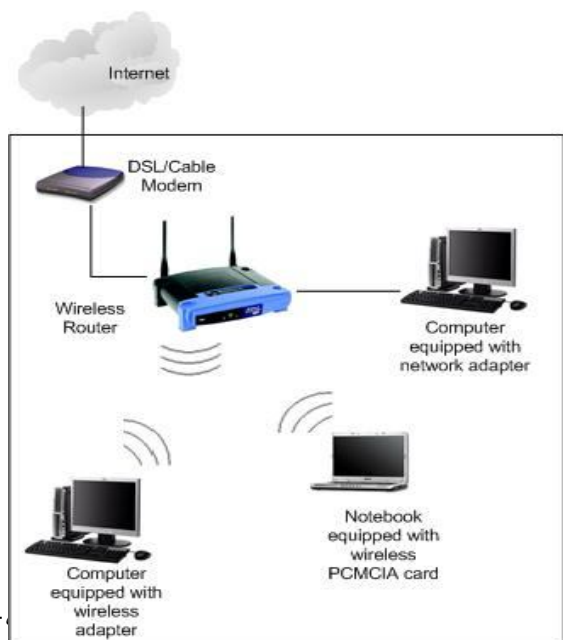 Internet
DSL/Cable
Modem
Wireless
Router
Computer
equipped with
network adapter
Notebook
equipped with
wireless
PCMCIA card
Computer
equipped with
wireless
adapter